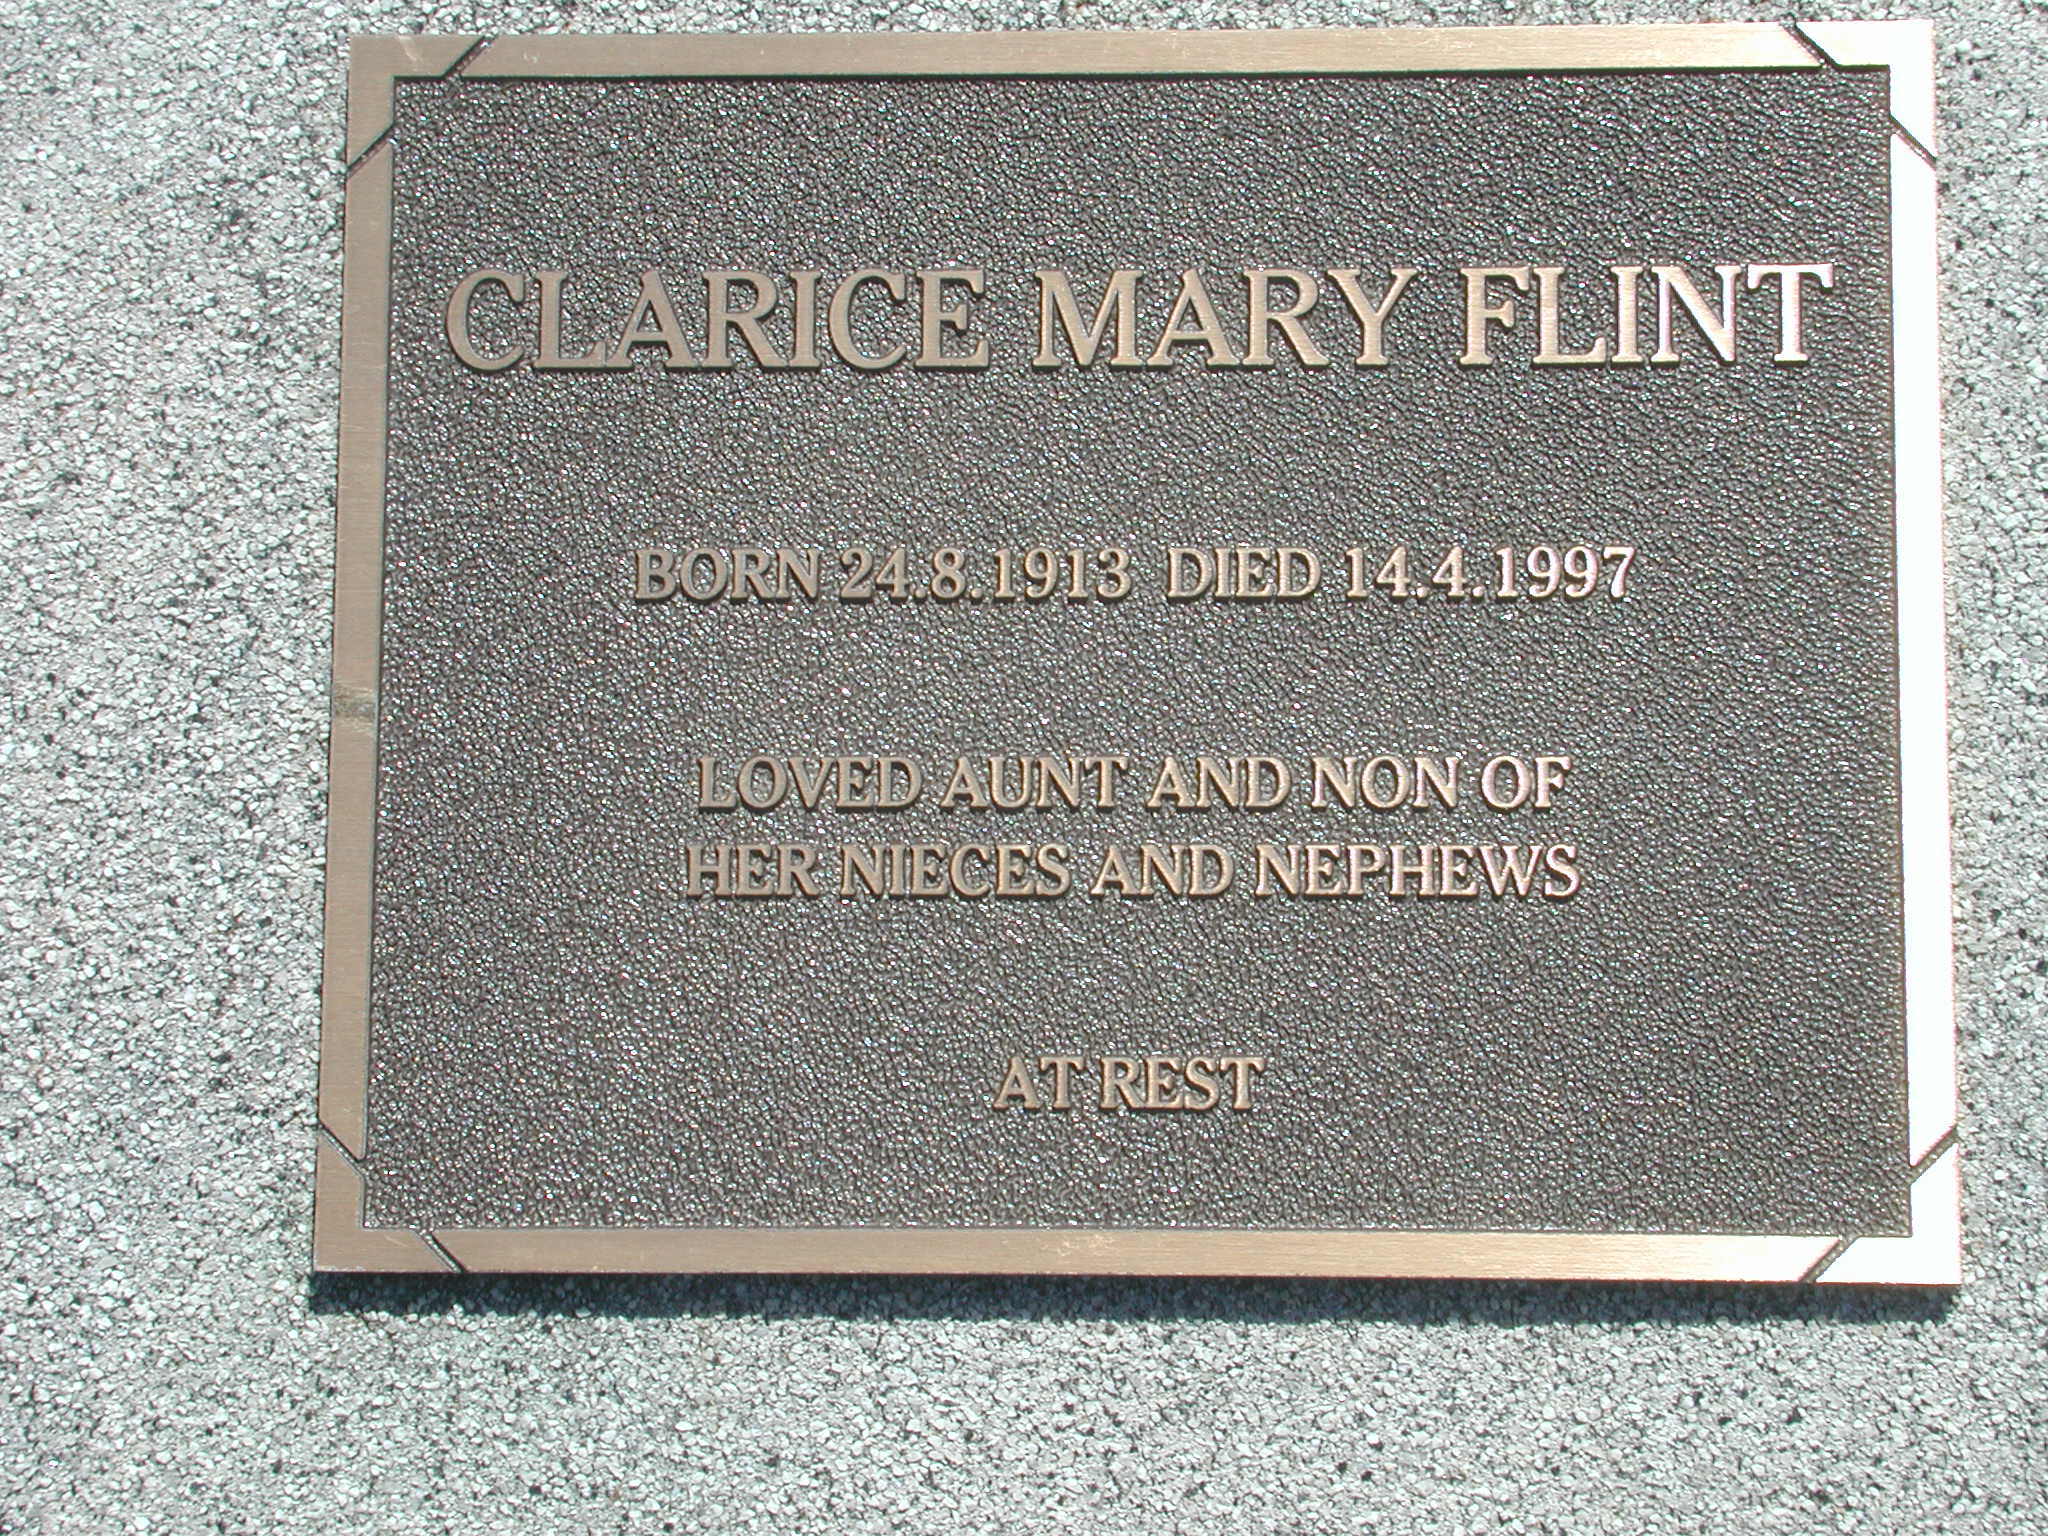 CLARICE MARY FLINT
BORN 24.8.1913 DIED 14.4.1997
LOVED AUNT AND NON OF
HER NIECES AND NEPHEWS
AT REST